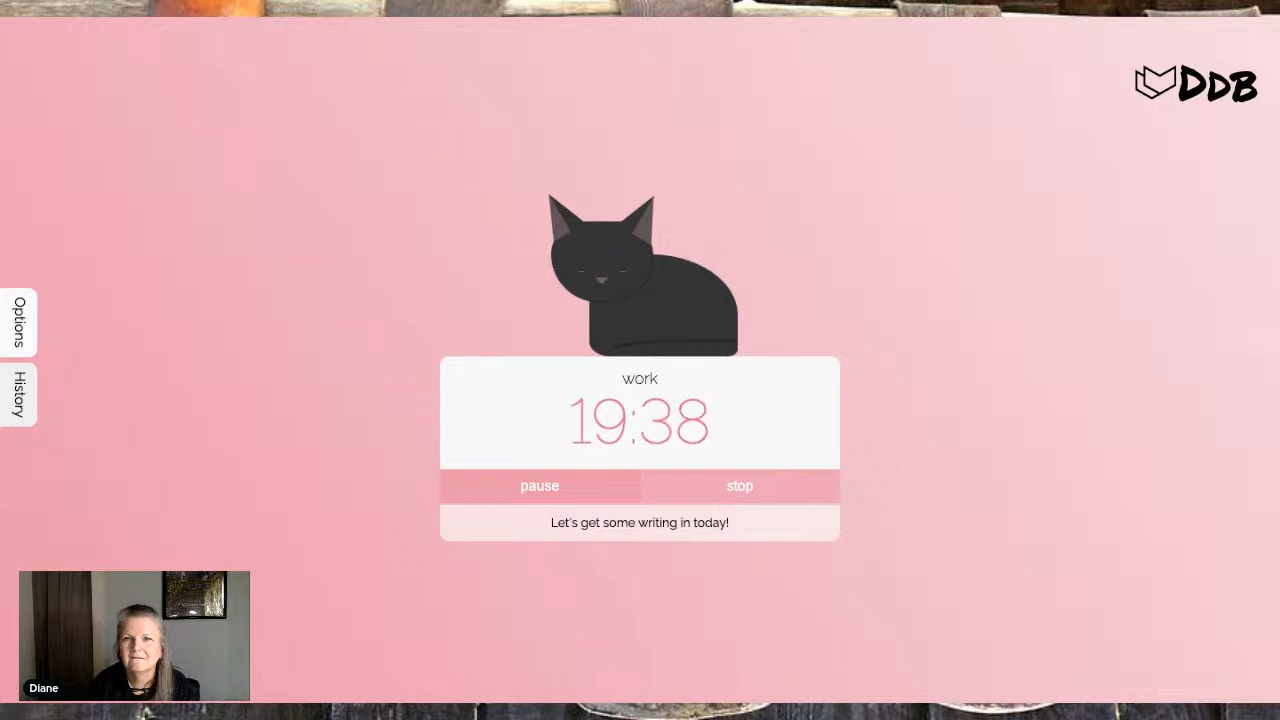 DDB
Options
History
work
19:38
pause stop
Let's get some writing in today!
Diane